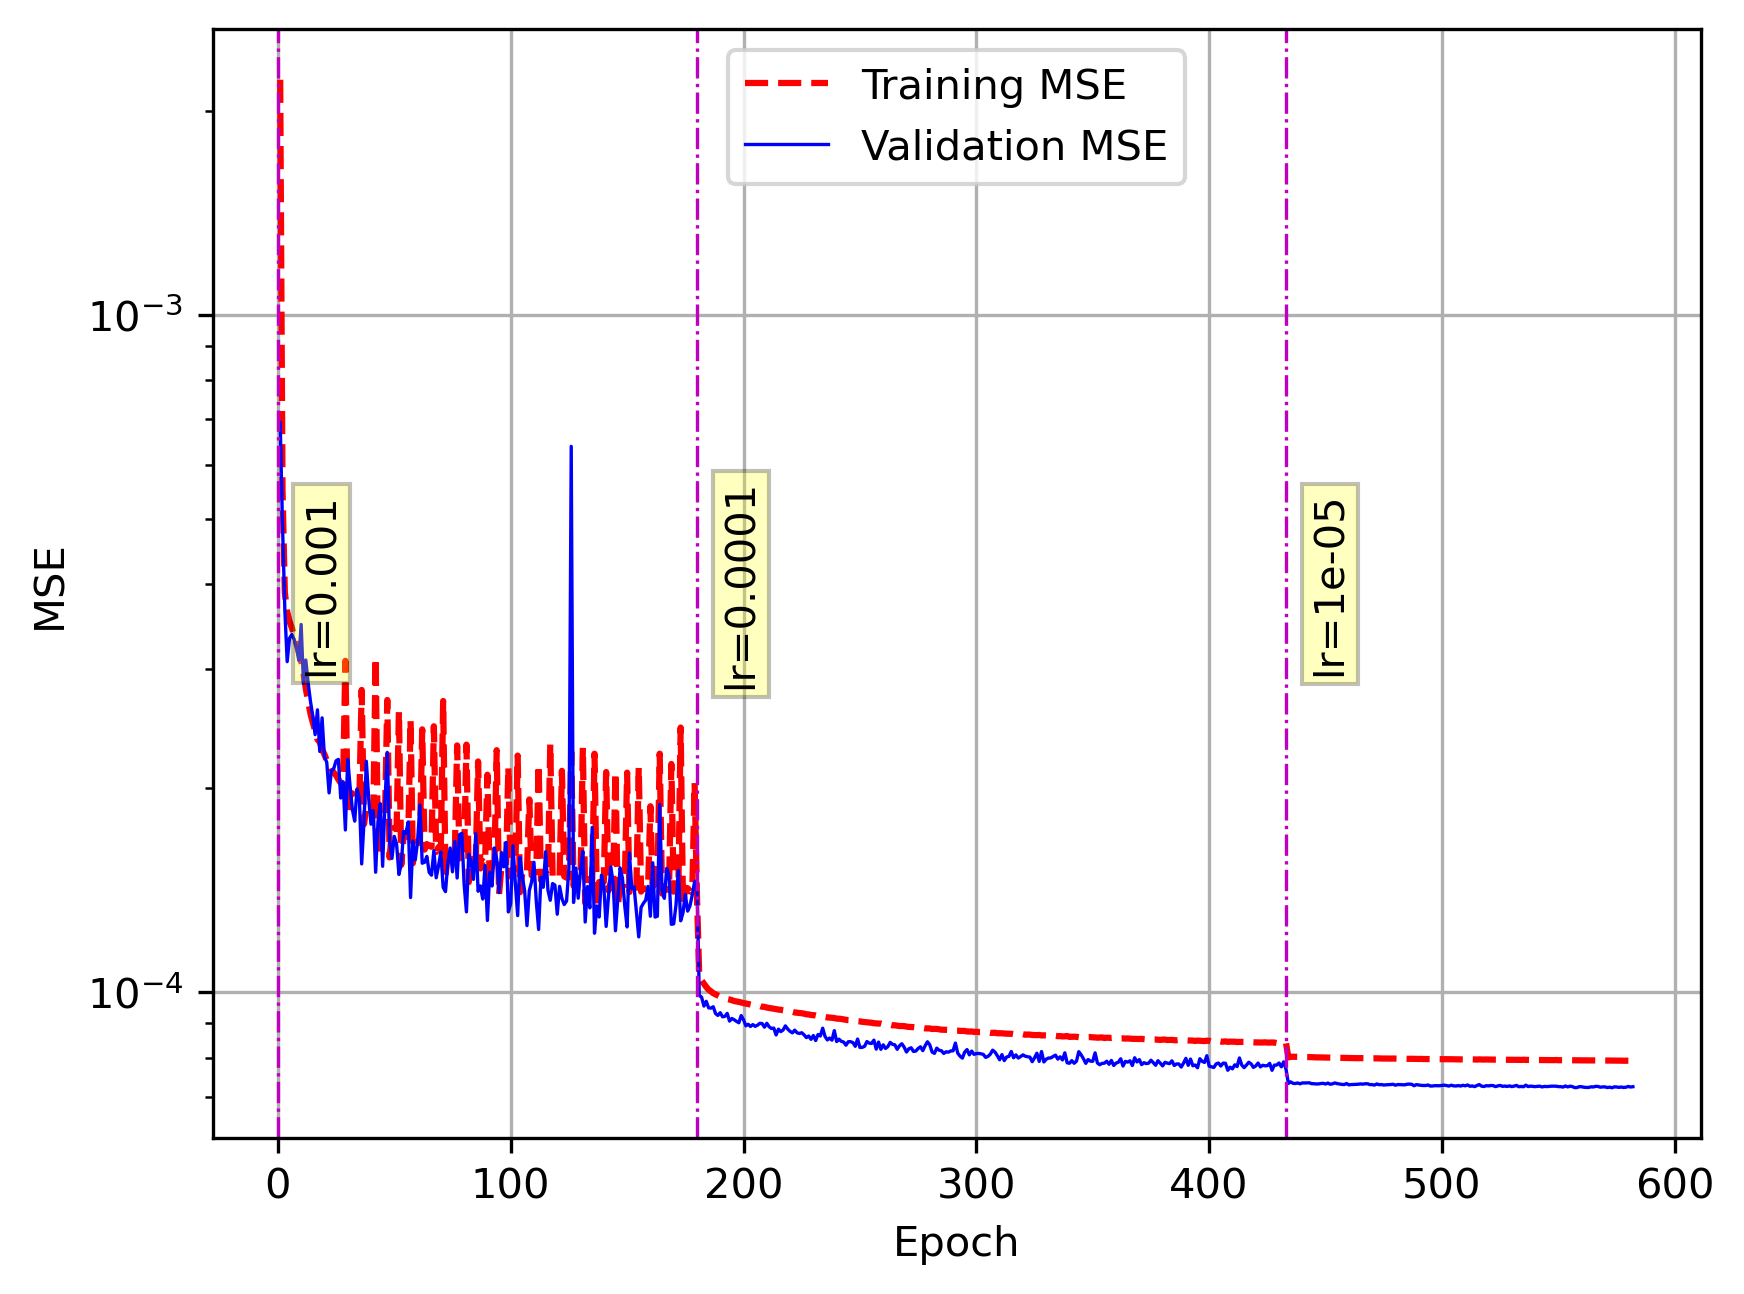 Training MSE
Validation MSE
10⁻³
10⁻⁴
MSE
lr=0.001
lr=0.0001
lr=1e-05
0 100 200 300 400 500 600
Epoch